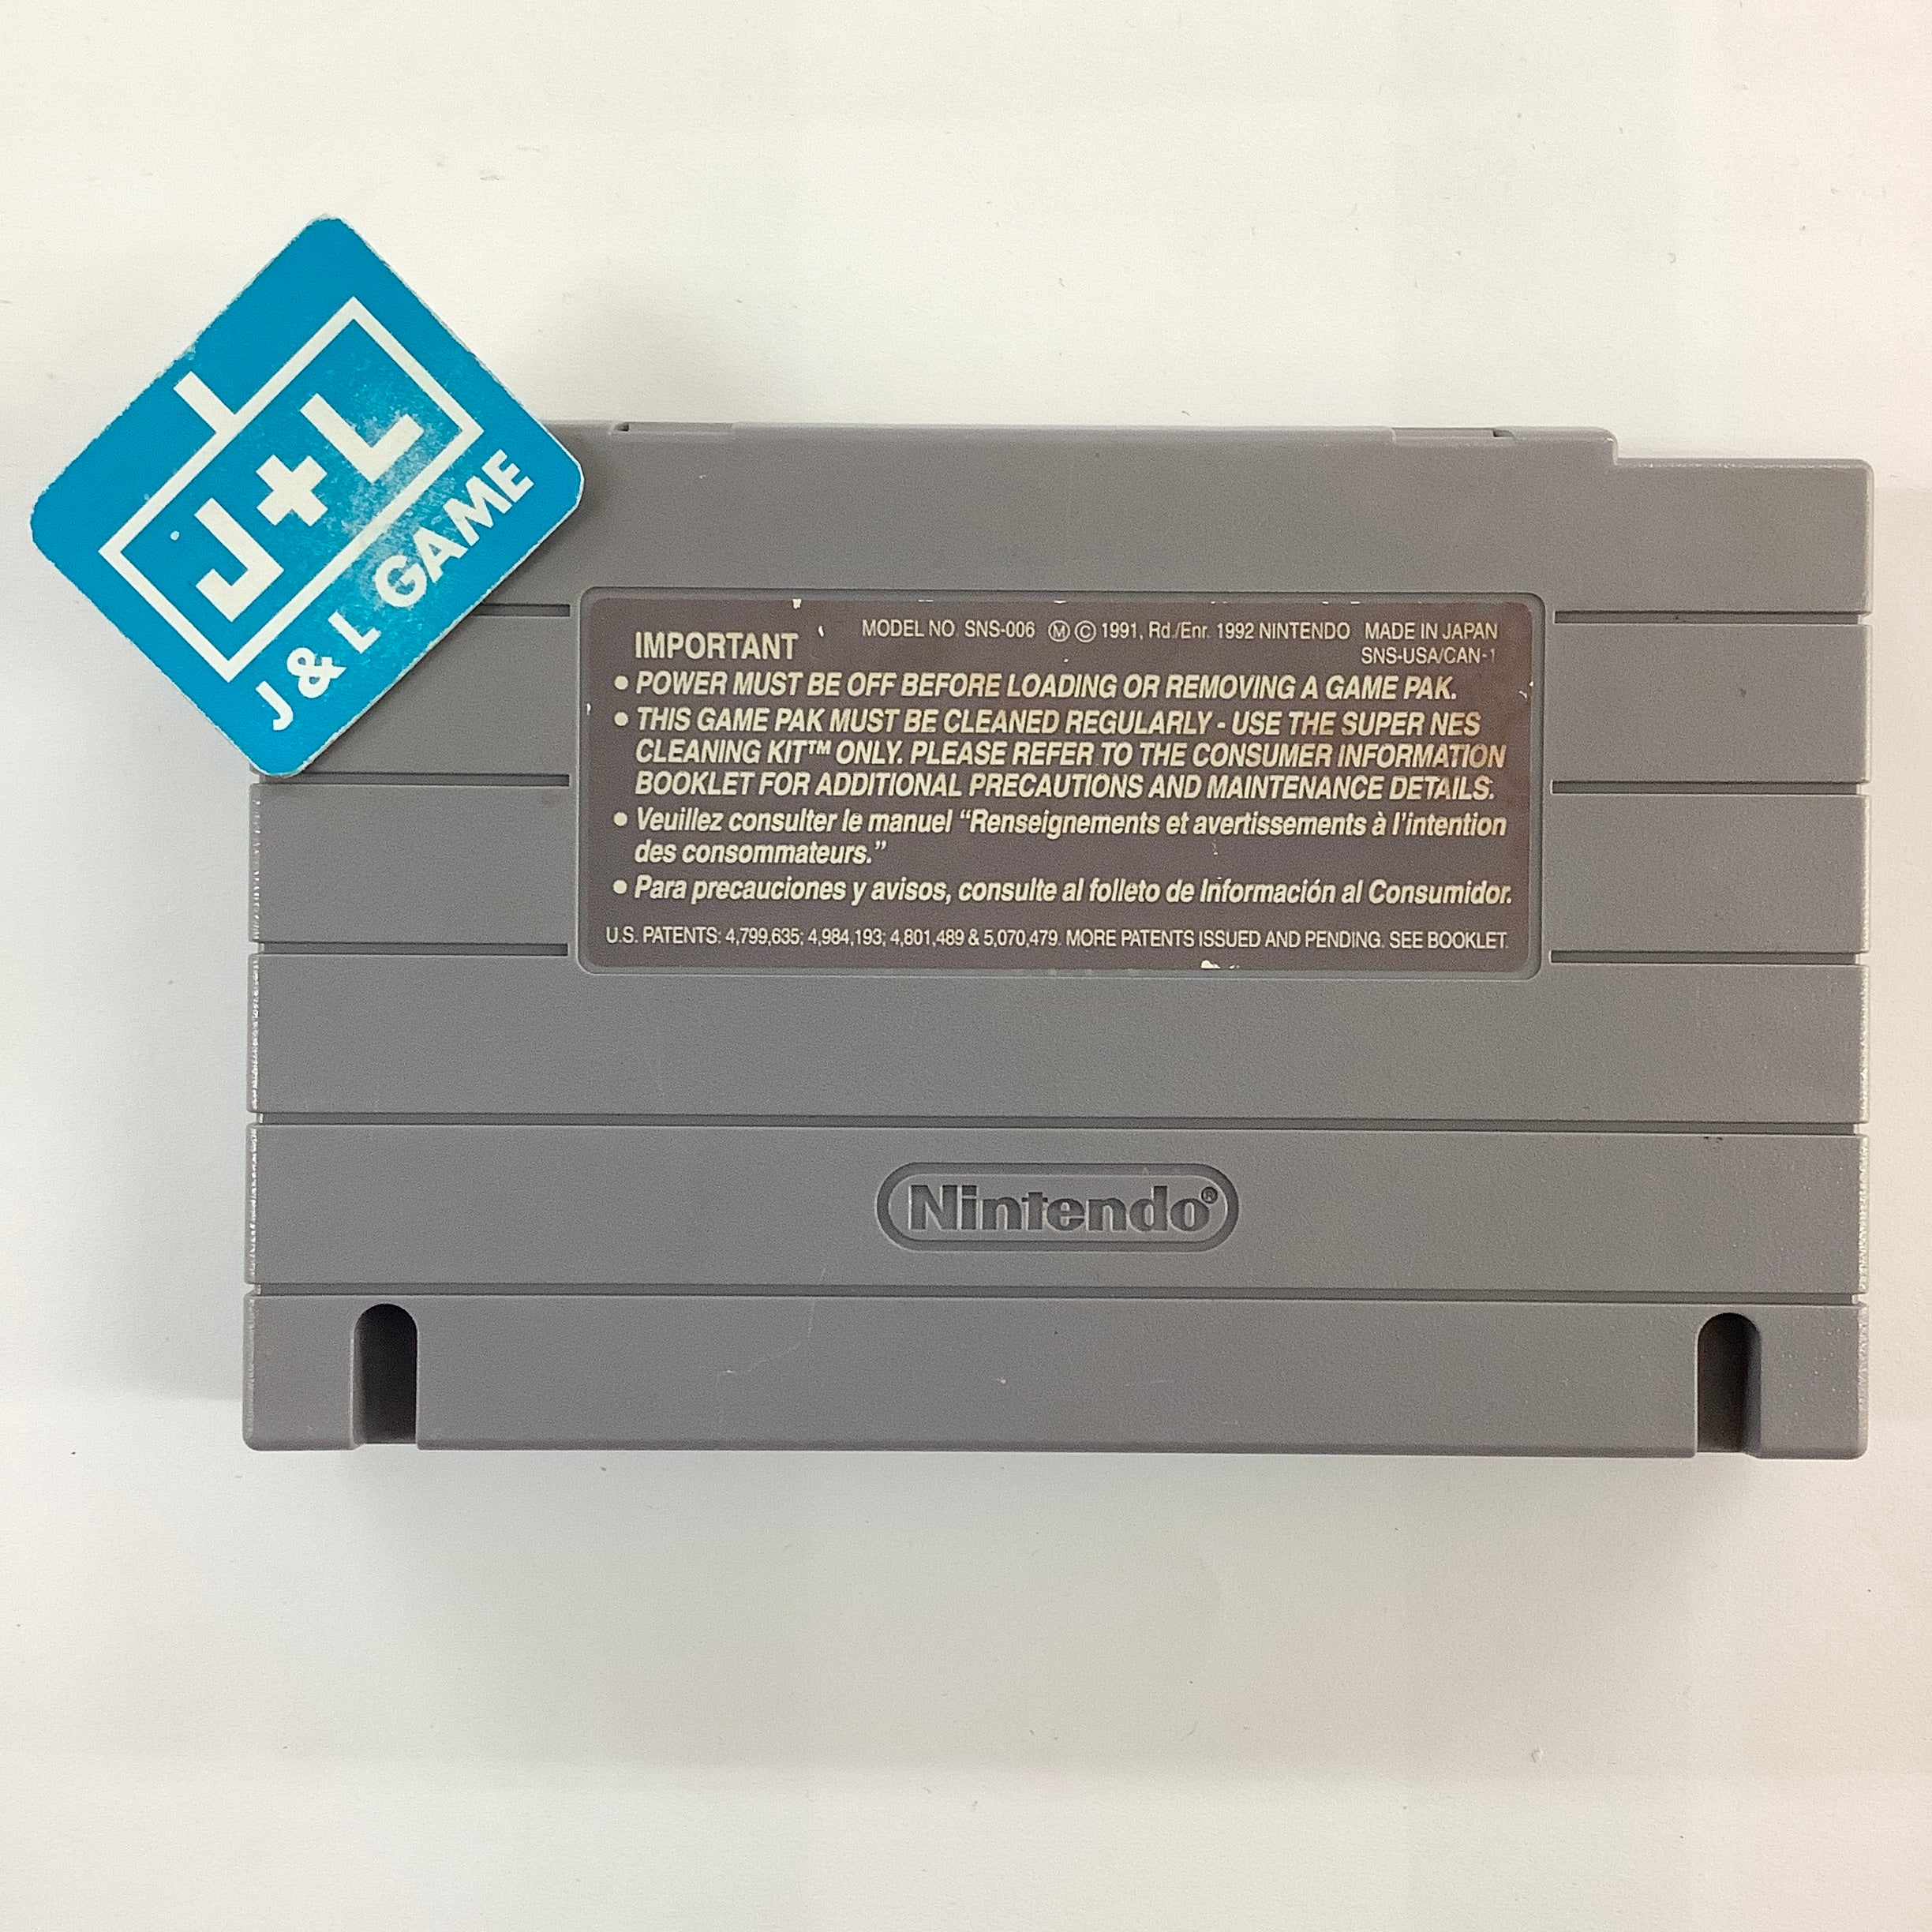 J+L
J & L GAME
IMPORTANT
MODEL NO. SNS-006 Ⓜ © 1991, Rd./Enr. 1992 NINTENDO MADE IN JAPAN
SNS-USA/CAN-1
• POWER MUST BE OFF BEFORE LOADING OR REMOVING A GAME PAK.
• THIS GAME PAK MUST BE CLEANED REGULARLY - USE THE SUPER NES
CLEANING KIT™ ONLY. PLEASE REFER TO THE CONSUMER INFORMATION
BOOKLET FOR ADDITIONAL PRECAUTIONS AND MAINTENANCE DETAILS.
• Veuillez consulter le manuel “Renseignements et avertissements à l’intention
des consommateurs.”
• Para precauciones y avisos, consulte al folleto de Información al Consumidor.
U.S. PATENTS: 4,799,635; 4,984,193; 4,801,489 & 5,070,479. MORE PATENTS ISSUED AND PENDING. SEE BOOKLET.
Nintendo®